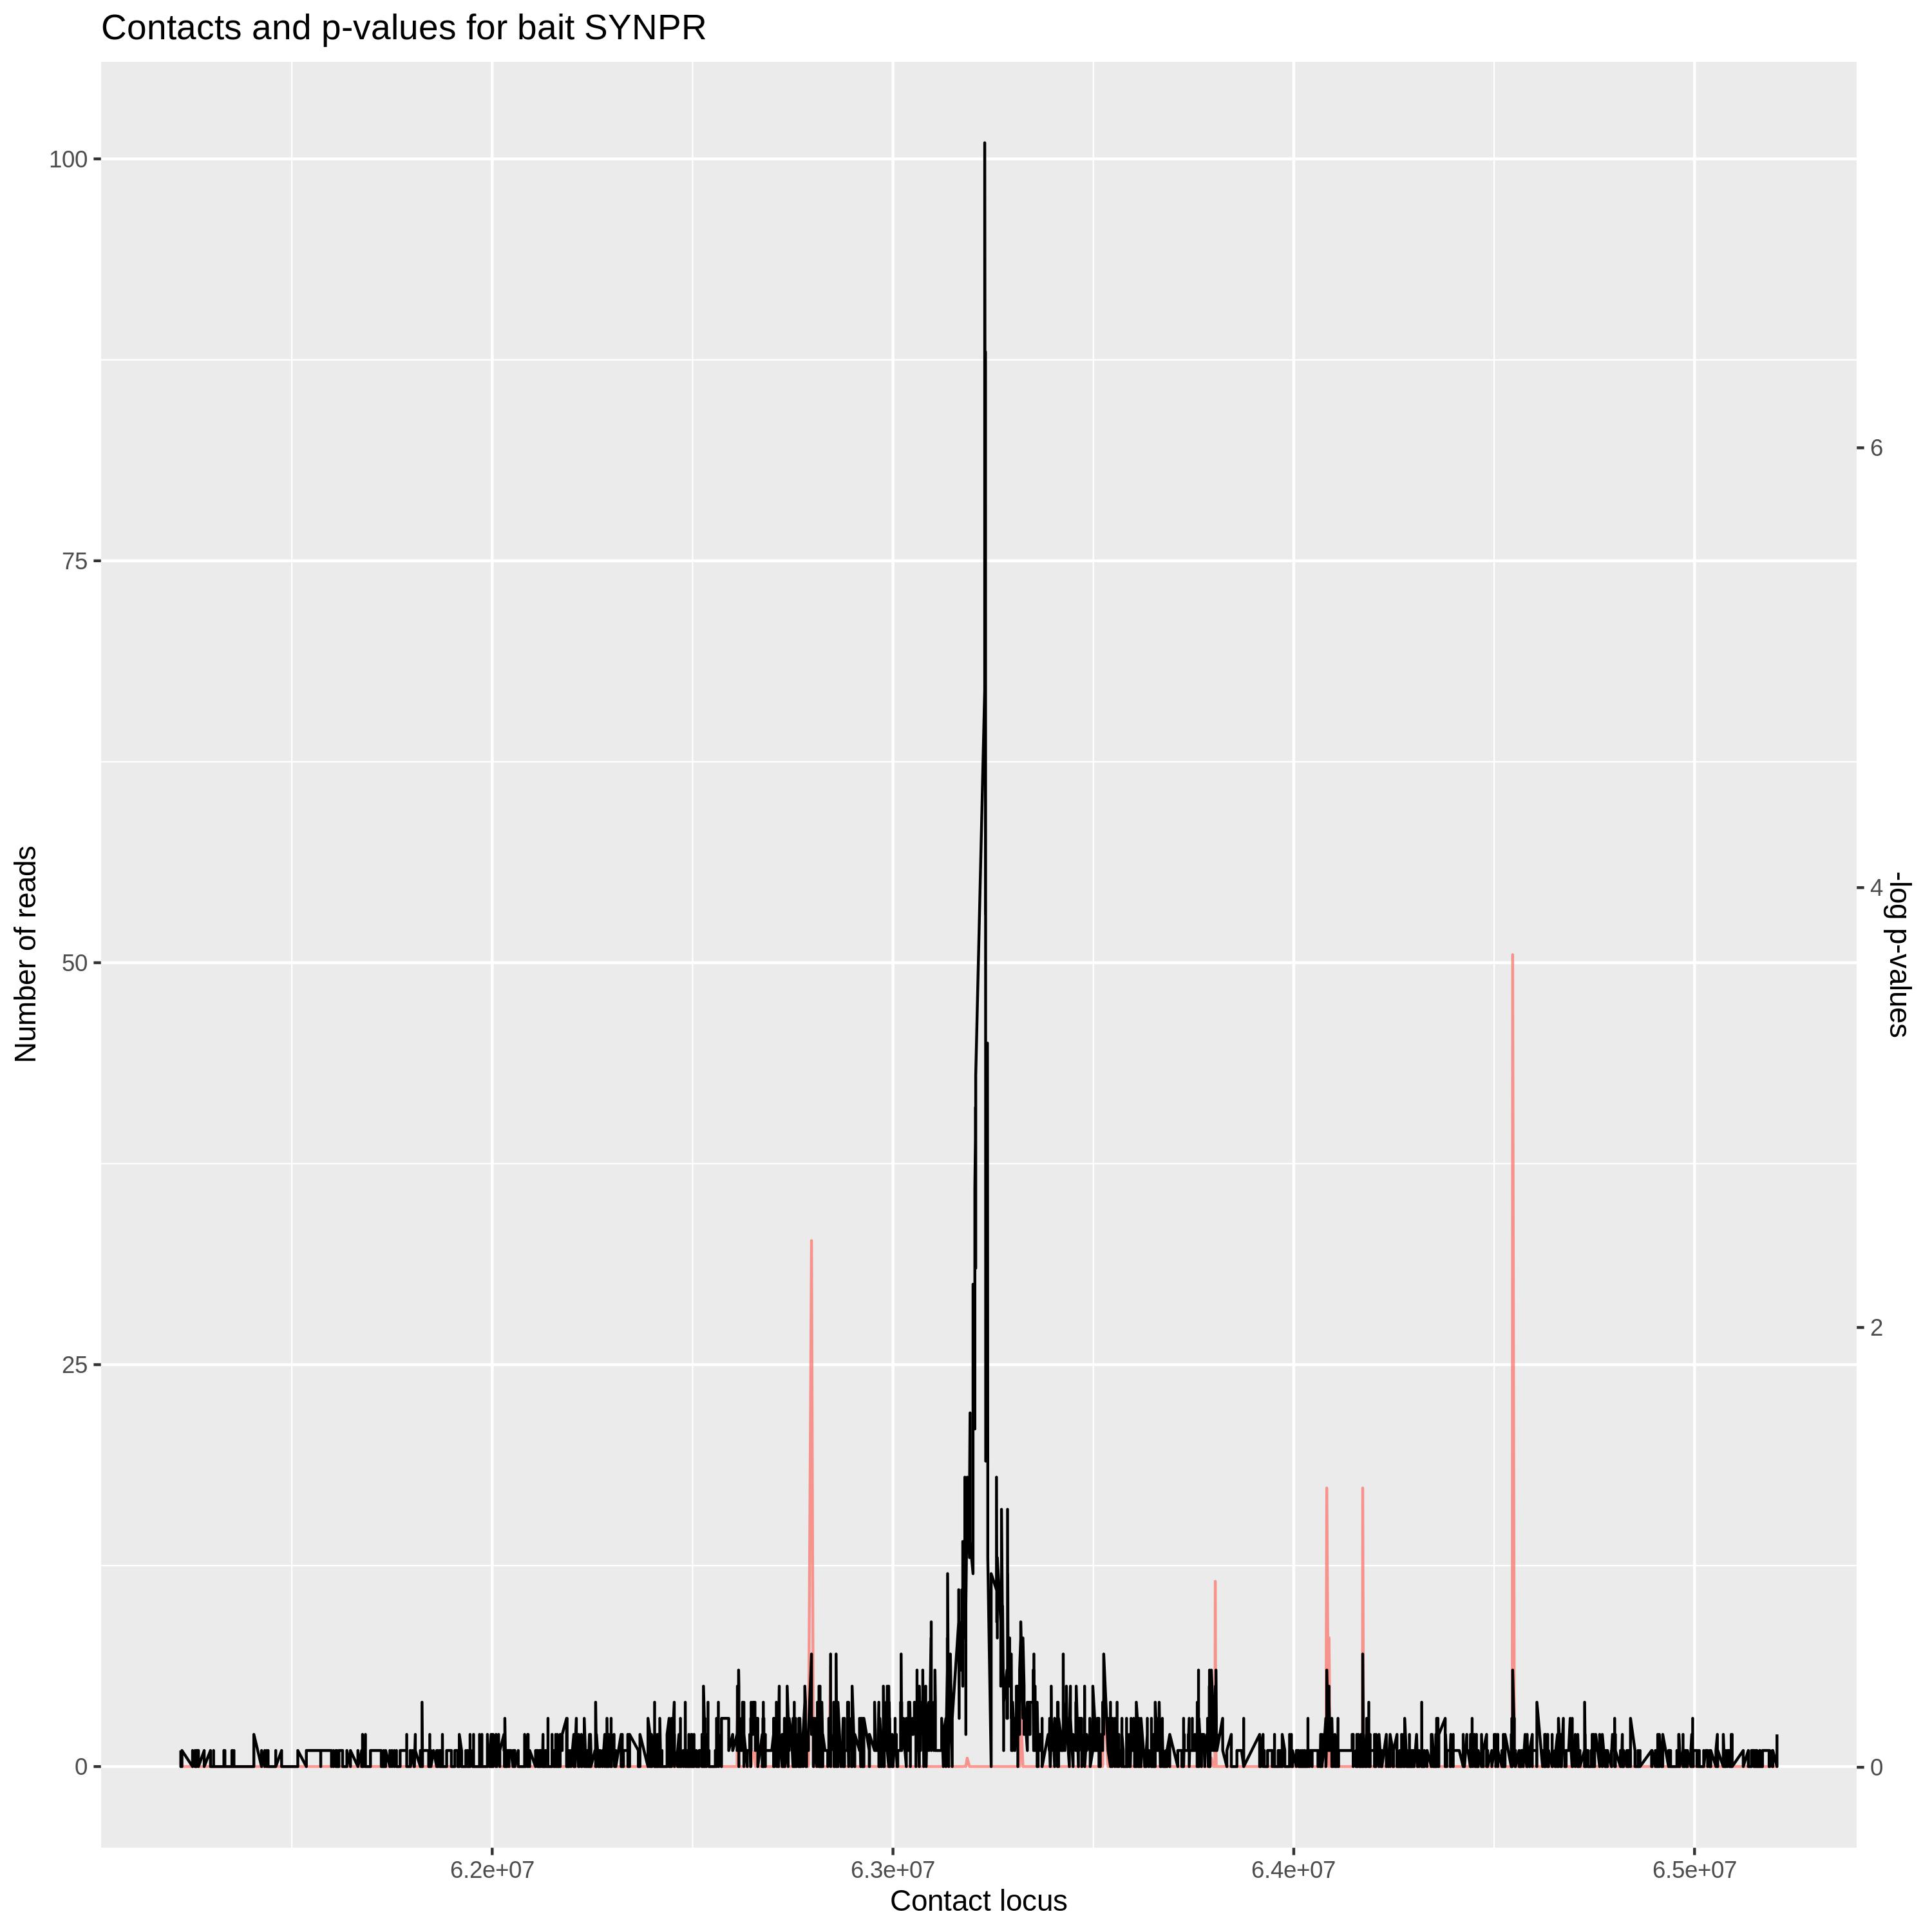 Contacts and p-values for bait SYNPR
100
75
50
25
0
Number of reads
6
4
2
0
-log p-values
6.2e+07
6.3e+07
6.4e+07
6.5e+07
Contact locus